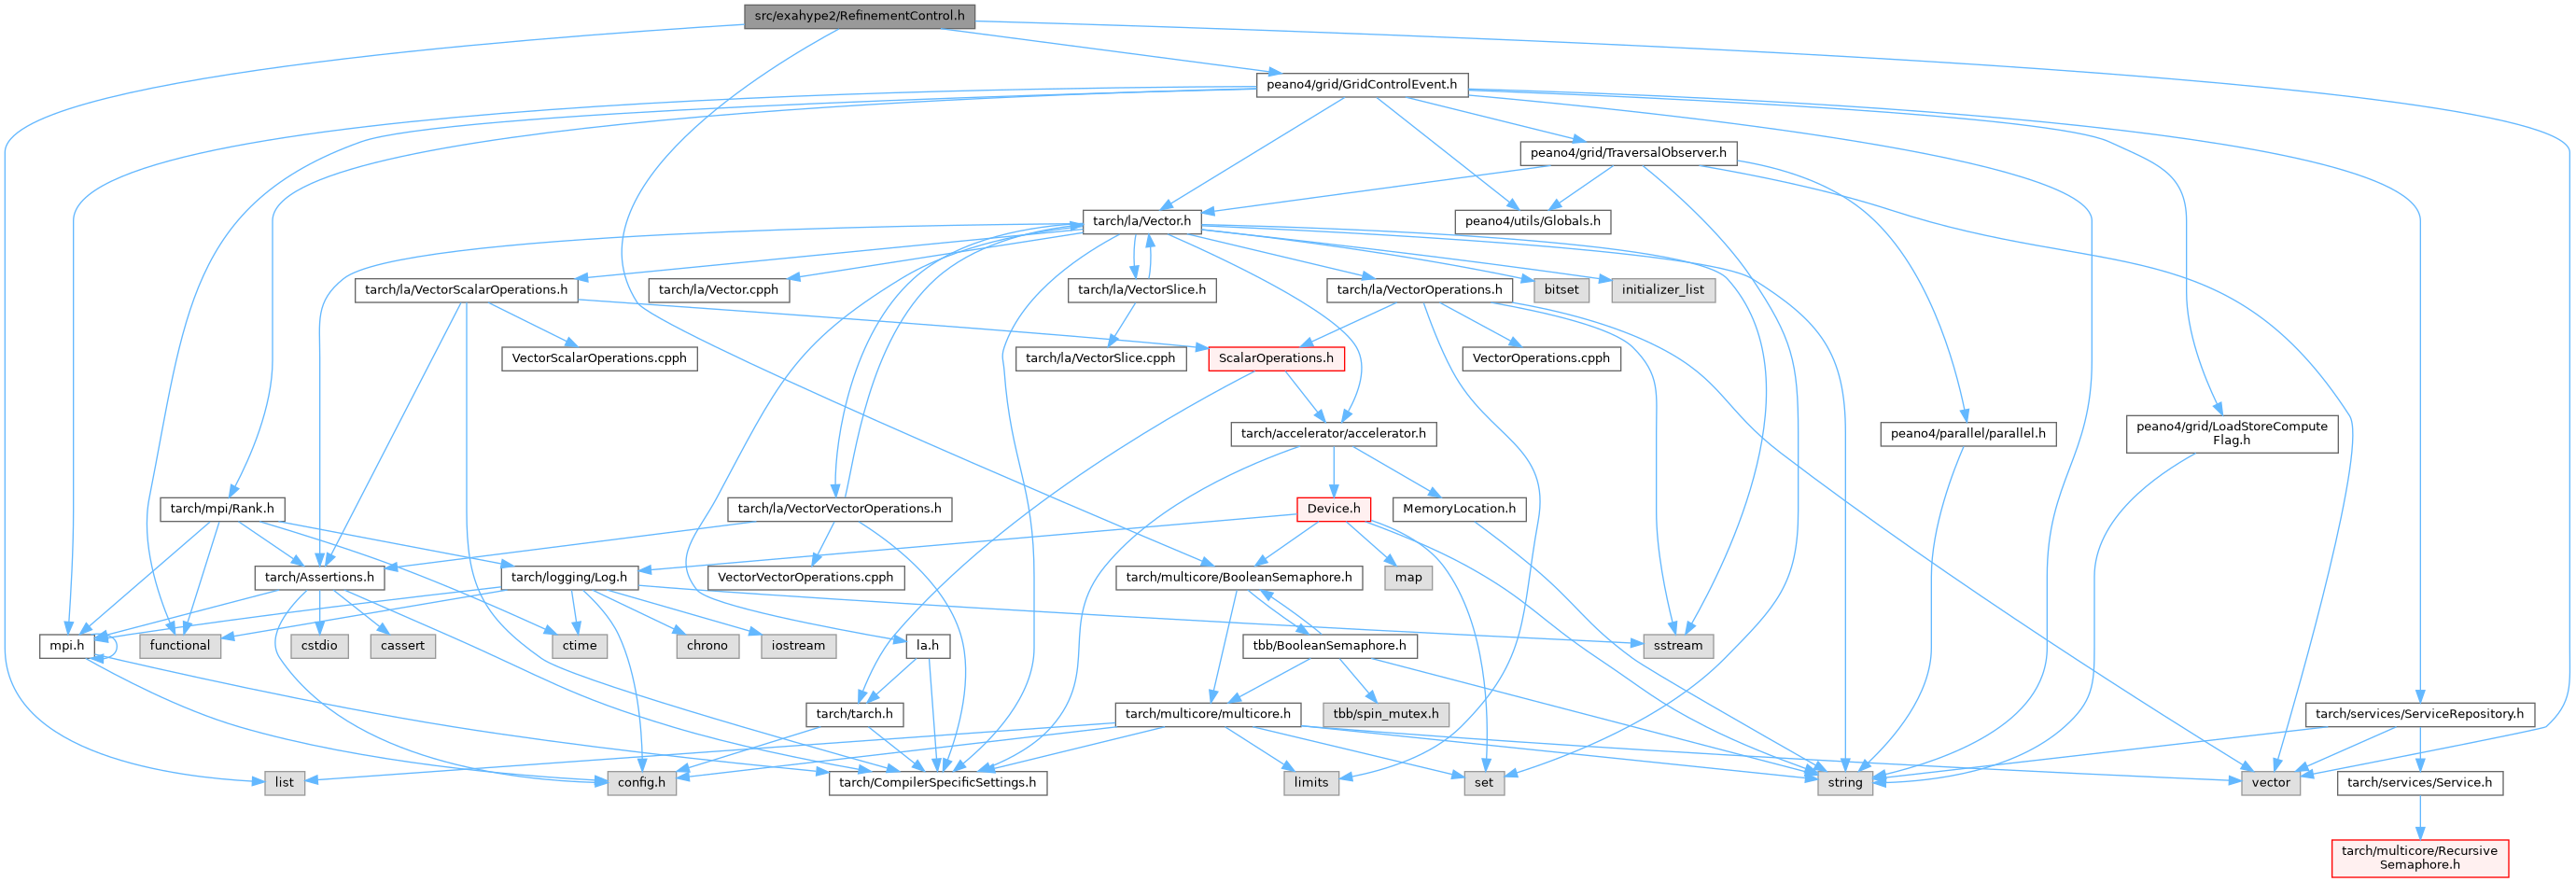 src/exahype2/RefinementControl.h
peano4/grid/GridControlEvent.h
peano4/grid/TraversalObserver.h
tarch/la/Vector.h
peano4/utils/Globals.h
tarch/la/VectorScalarOperations.h
tarch/la/Vector.cpph
tarch/la/VectorSlice.h
tarch/la/VectorOperations.h
bitset
initializer_list
VectorScalarOperations.cpph
tarch/la/VectorSlice.cpph
ScalarOperations.h
VectorOperations.cpph
tarch/accelerator/accelerator.h
peano4/parallel/parallel.h
peano4/grid/LoadStoreCompute
Flag.h
tarch/mpi/Rank.h
tarch/la/VectorVectorOperations.h
Device.h
MemoryLocation.h
tarch/Assertions.h
tarch/logging/Log.h
VectorVectorOperations.cpph
tarch/multicore/BooleanSemaphore.h
map
mpi.h
functional
cstdio
cassert
ctime
chrono
iostream
la.h
tbb/BooleanSemaphore.h
sstream
tarch/tarch.h
tarch/multicore/multicore.h
tbb/spin_mutex.h
tarch/services/ServiceRepository.h
list
config.h
tarch/CompilerSpecificSettings.h
limits
set
string
vector
tarch/services/Service.h
tarch/multicore/Recursive
Semaphore.h